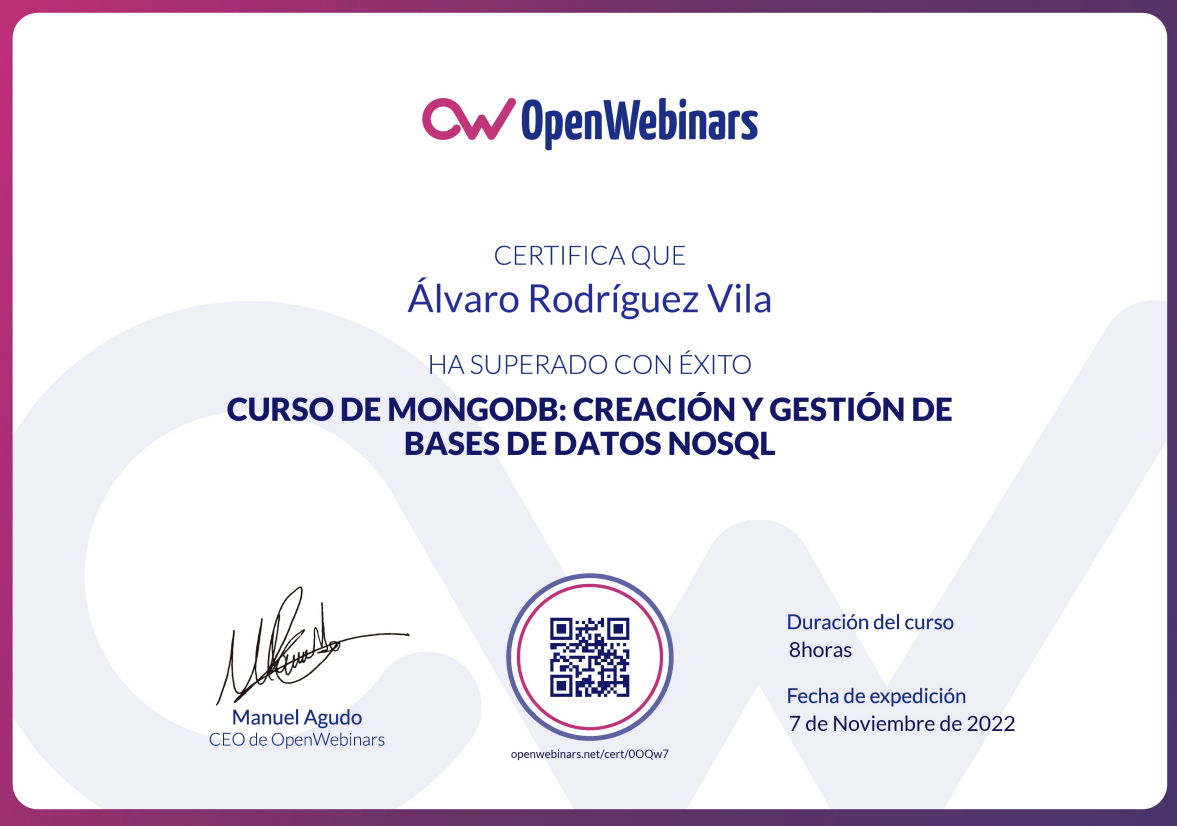 OpenWebinars
CERTIFICA QUE
Álvaro Rodríguez Vila
HA SUPERADO CON ÉXITO
CURSO DE MONGODB: CREACIÓN Y GESTIÓN DE
BASES DE DATOS NOSQL
Manuel Agudo
CEO de OpenWebinars
openwebinars.net/cert/0OQw7
Duración del curso
8horas
Fecha de expedición
7 de Noviembre de 2022